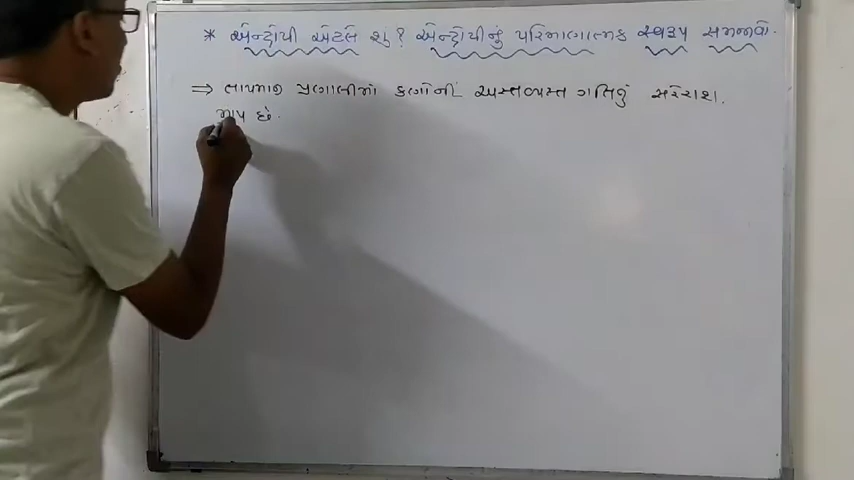 * એન્ટ્રોપી એટલે શુ? એન્ટ્રોપીનું પરિમાણાત્મક સ્વરૂપ સમજાવો.
⇒ તાપમાન પ્રણાલીમાં કણોની અસ્તવ્યસ્ત ગતિનું સરેરાશ.
માપ છે.